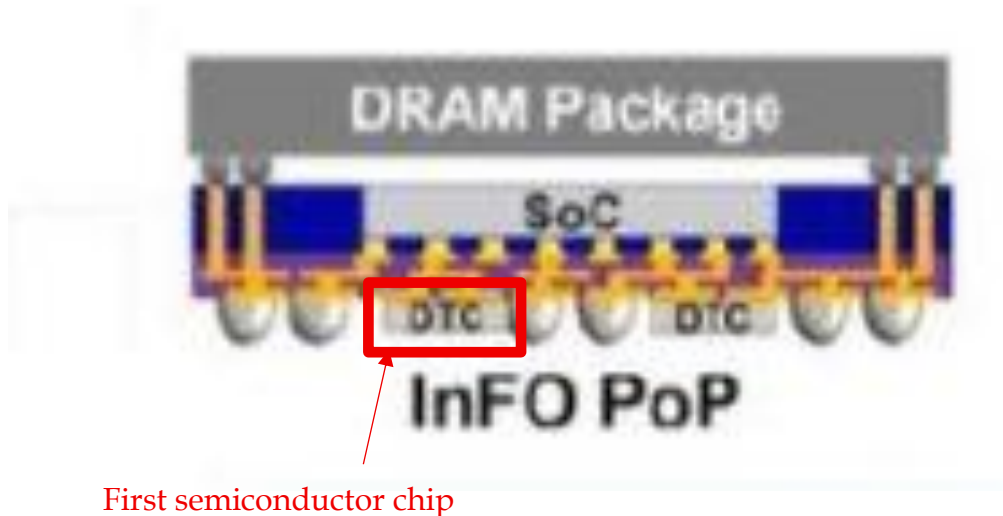 DRAM Package
SoC
DTC DTC
InFO PoP
First semiconductor chip